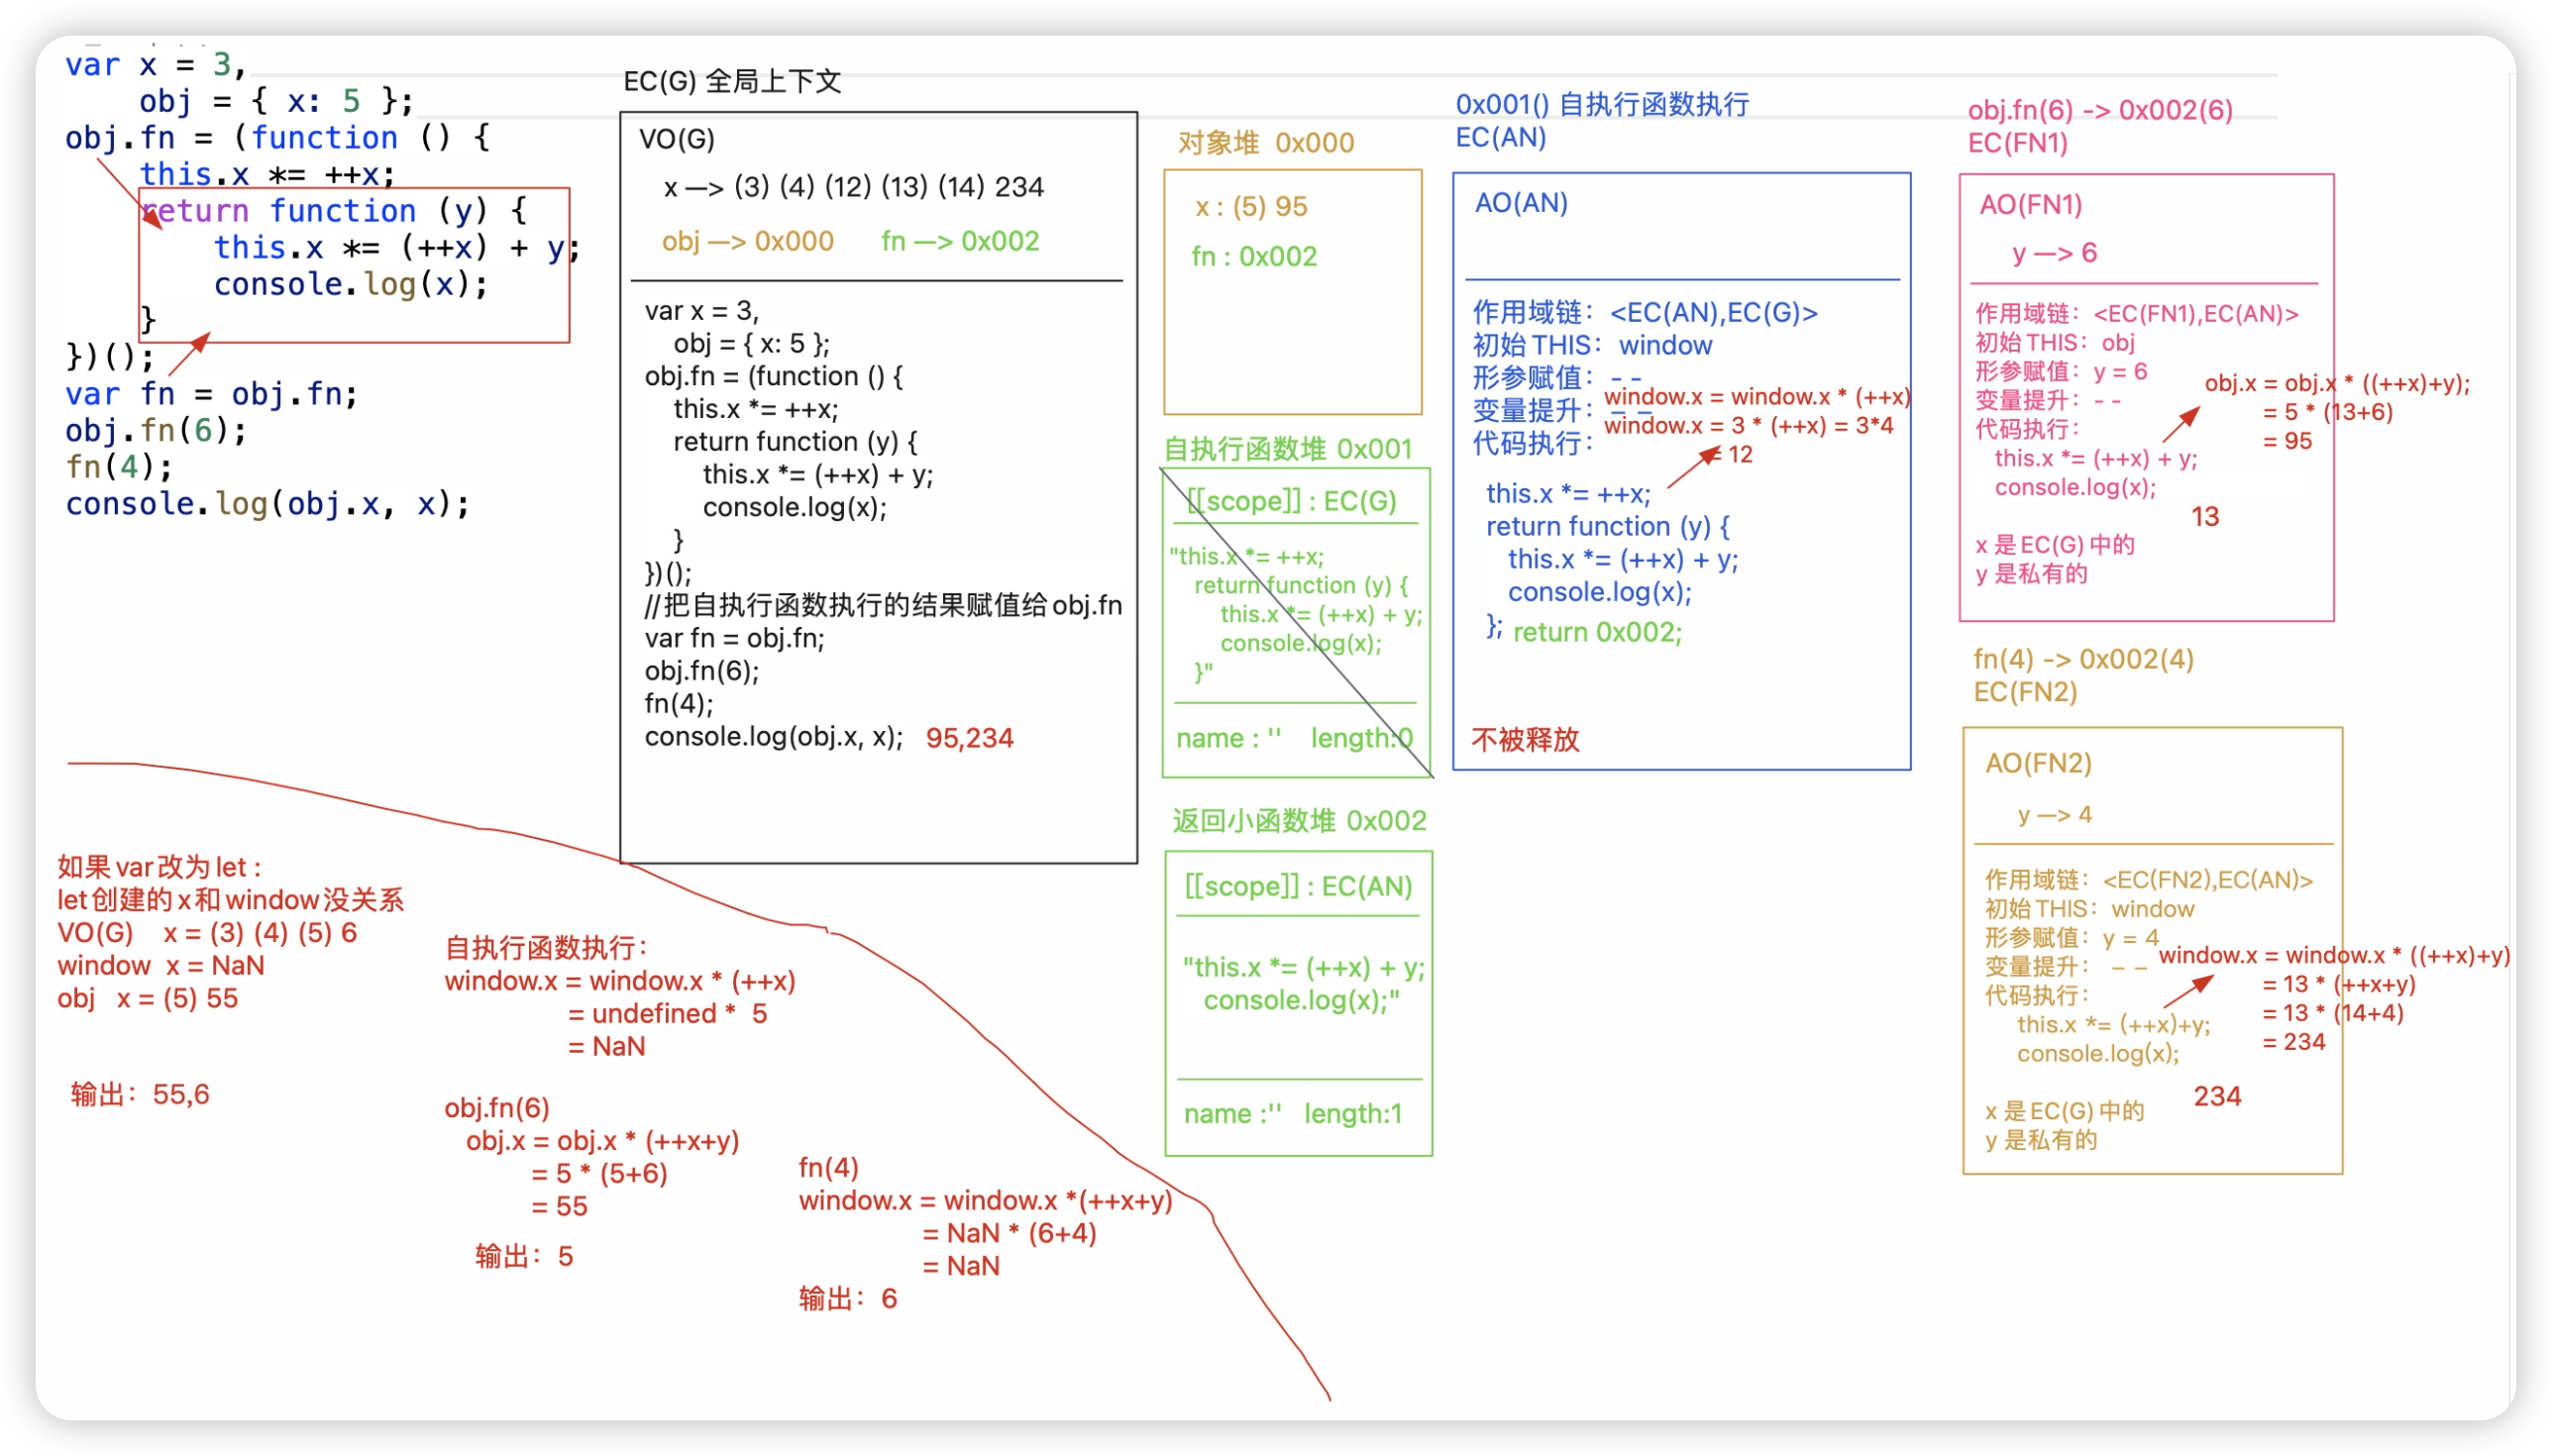 var x = 3,
obj = { x: 5 };
obj.fn = (function () {
this.x *= ++x;
return function (y) {
this.x *= (++x) + y;
console.log(x);
}
})();
var fn = obj.fn;
obj.fn(6);
fn(4);
console.log(obj.x, x);
EC(G) 全局上下文
VO(G)
x —> (3) (4) (12) (13) (14) 234
obj —> 0x000 fn —> 0x002
var x = 3,
obj = { x: 5 };
obj.fn = (function () {
this.x *= ++x;
return function (y) {
this.x *= (++x) + y;
console.log(x);
}
})();
//把自执行函数执行的结果赋值给obj.fn
var fn = obj.fn;
obj.fn(6);
fn(4);
console.log(obj.x, x); 95,234
对象堆 0x000
x : (5) 95
fn : 0x002
自执行函数堆 0x001
[[scope]] : EC(G)
"this.x *= ++x;
return function (y) {
this.x *= (++x) + y;
console.log(x);
}"
name : '' length:0
返回小函数堆 0x002
[[scope]] : EC(AN)
"this.x *= (++x) + y;
console.log(x);"
name :'' length:1
0x001() 自执行函数执行
EC(AN)
AO(AN)
作用域链：<EC(AN),EC(G)>
初始THIS：window
形参赋值：- -
变量提升：- -
代码执行：
window.x = window.x * (++x)
window.x = 3 * (++x) = 3*4
= 12
this.x *= ++x;
return function (y) {
this.x *= (++x) + y;
console.log(x);
}; return 0x002;
不被释放
obj.fn(6) -> 0x002(6)
EC(FN1)
AO(FN1)
y —> 6
作用域链：<EC(FN1),EC(AN)>
初始THIS：obj
形参赋值：y = 6
变量提升：- -
代码执行：
this.x *= (++x) + y;
console.log(x);
obj.x = obj.x * ((++x)+y);
= 5 * (13+6)
= 95
13
x 是EC(G) 中的
y 是私有的
fn(4) -> 0x002(4)
EC(FN2)
AO(FN2)
y —> 4
作用域链：<EC(FN2),EC(AN)>
初始THIS：window
形参赋值：y = 4
变量提升：- -
代码执行：
this.x *= (++x)+y;
console.log(x);
window.x = window.x * ((++x)+y)
= 13 * (++x+y)
= 13 * (14+4)
= 234
234
x 是EC(G) 中的
y 是私有的
如果var改为let :
let创建的x和window没关系
VO(G) x = (3) (4) (5) 6
window x = NaN
obj x = (5) 55
输出：55,6
自执行函数执行：
window.x = window.x * (++x)
= undefined * 5
= NaN
obj.fn(6)
obj.x = obj.x * (++x+y)
= 5 * (5+6)
= 55
输出：5
fn(4)
window.x = window.x *(++x+y)
= NaN * (6+4)
= NaN
输出：6